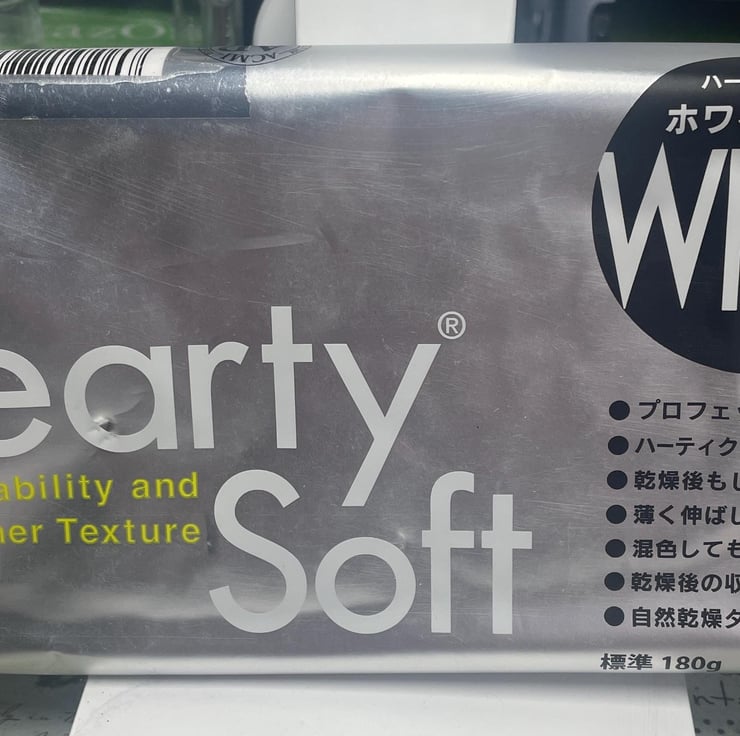 ACMI
ハー
ホワ
WH
earty®
Soft
ability and
her Texture
●プロフェッ
●ハーティク
●乾燥後もし
●薄く伸ばし
●混色しても
●乾燥後の収
●自然乾燥タ
標準 180g